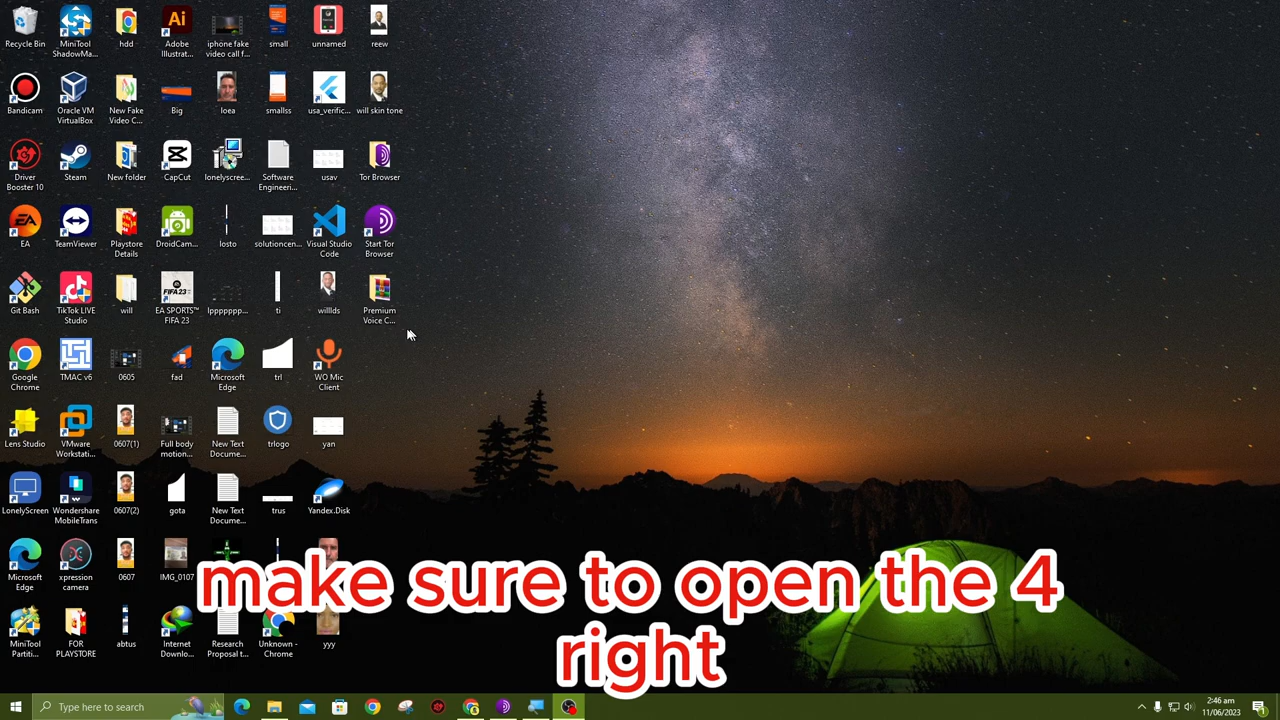 Recycle Bin
MiniTool
ShadowMa...
hdd
Adobe
Illustrat...
iphone fake
video call f...
small
unnamed
reew
Bandicam
Oracle VM
VirtualBox
New Fake
Video C...
Big
loea
smallss
usa_verific...
will skin tone
Driver
Booster 10
Steam
New folder
CapCut
lonelyscree...
Software
Engineeri...
usav
Tor Browser
EA
TeamViewer
Playstore
Details
DroidCam...
losto
solutioncen...
Visual Studio
Code
Start Tor
Browser
Git Bash
TikTok LIVE
Studio
will
EA SPORTS™
FIFA 23
lppppppp...
ti
willlds
Premium
Voice C...
Google
Chrome
TMAC v6
0605
fad
Microsoft
Edge
trl
WO Mic
Client
Lens Studio
VMware
Workstati...
0607(1)
Full body
motion...
New Text
Docume...
trlogo
yan
LonelyScreen
Wondershare
MobileTrans
0607(2)
gota
New Text
Docume...
trus
Yandex.Disk
Microsoft
Edge
xpression
camera
0607
IMG_0107
MiniTool
Partiti...
FOR
PLAYSTORE
abtus
Internet
Downlo...
Research
Proposal t...
Unknown -
Chrome
yyy
make sure to open the 4
right
Type here to search
2:46 am
11/06/2023